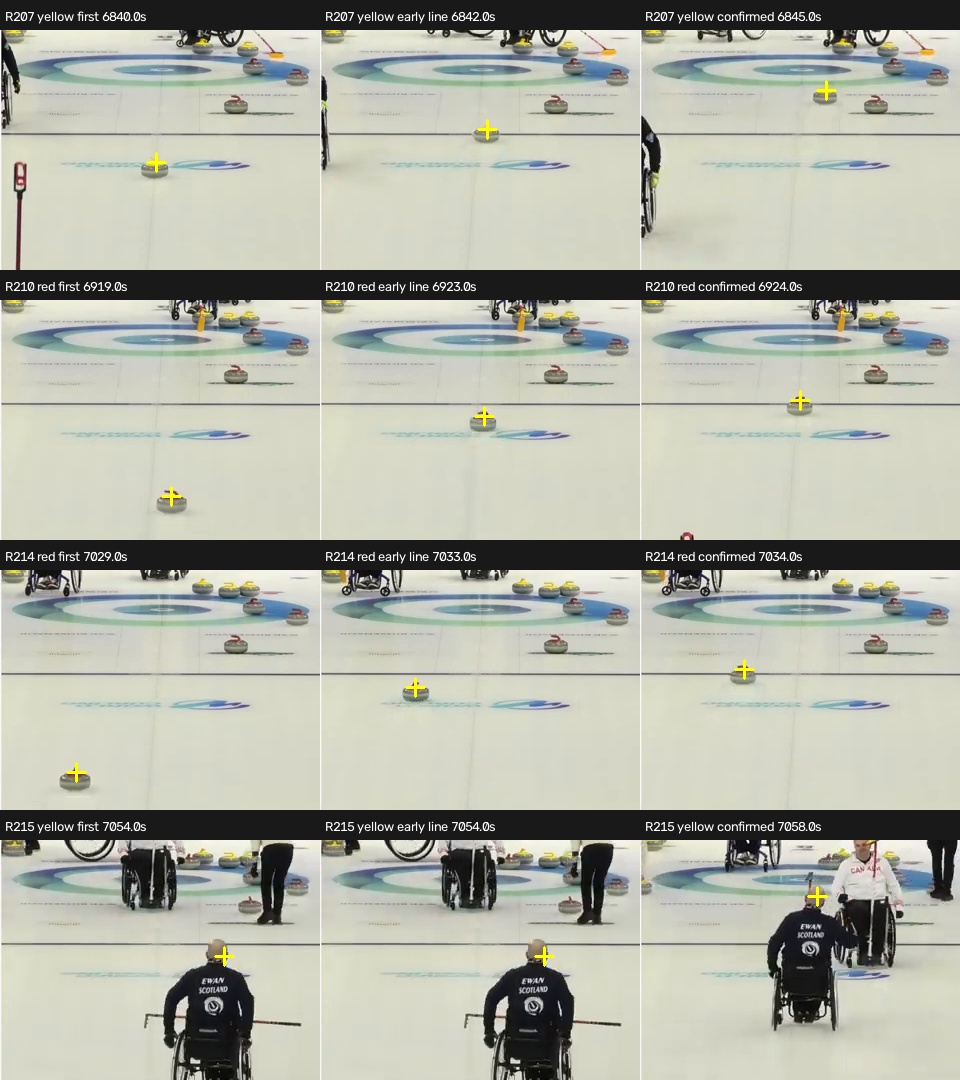 R207 yellow first 6840.0s
R207 yellow early line 6842.0s
R207 yellow confirmed 6845.0s
R210 red first 6919.0s
R210 red early line 6923.0s
R210 red confirmed 6924.0s
R214 red first 7029.0s
R214 red early line 7033.0s
R214 red confirmed 7034.0s
R215 yellow first 7054.0s
R215 yellow early line 7054.0s
R215 yellow confirmed 7058.0s
EWAN
SCOTLAND
EWAN
SCOTLAND
CANADA
EWAN
SCOTLAND